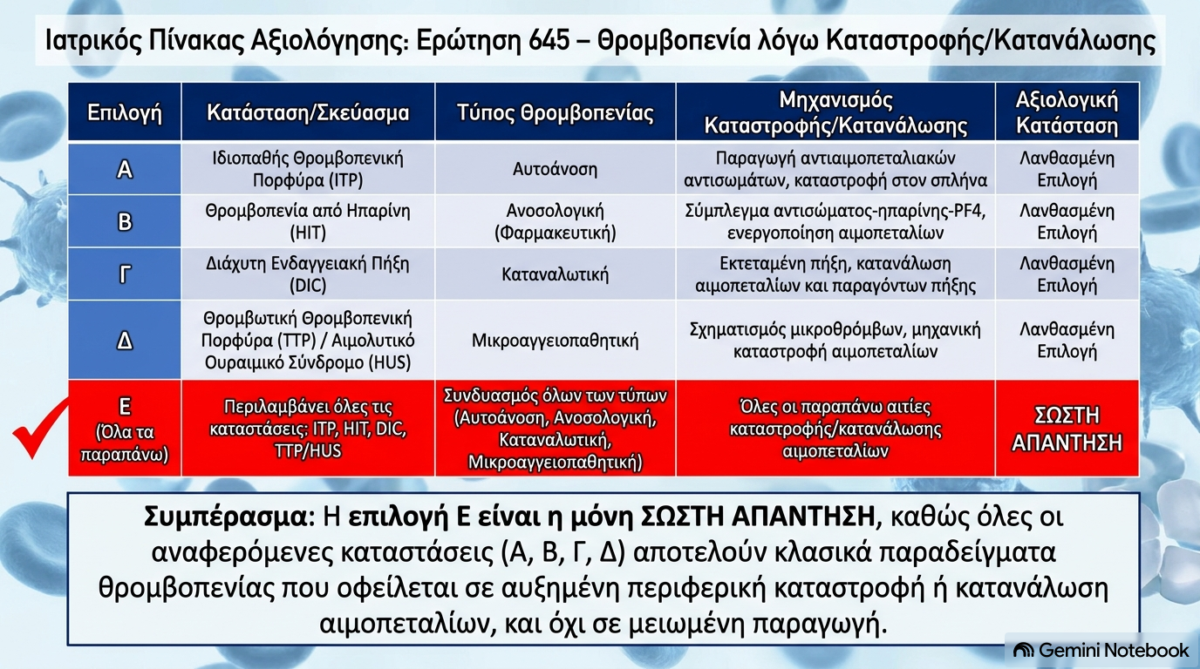 Ιατρικός Πίνακας Αξιολόγησης: Ερώτηση 645 – Θρομβοπενία λόγω Καταστροφής/Κατανάλωσης
Επιλογή
Κατάσταση/Σκεύασμα
Τύπος Θρομβοπενίας
Μηχανισμός
Καταστροφής/Κατανάλωσης
Αξιολογική
Κατάσταση
Α
Ιδιοπαθής Θρομβοπενική
Πορφύρα (ITP)
Αυτοάνοση
Παραγωγή αντιαιμοπεταλιακών
αντισωμάτων, καταστροφή στον σπλήνα
Λανθασμένη
Επιλογή
Β
Θρομβοπενία από Ηπαρίνη
(HIT)
Ανοσολογική
(Φαρμακευτική)
Σύμπλεγμα αντισώματος-ηπαρίνης-PF4,
ενεργοποίηση αιμοπεταλίων
Λανθασμένη
Επιλογή
Γ
Διάχυτη Ενδαγγειακή Πήξη
(DIC)
Καταναλωτική
Εκτεταμένη πήξη, κατανάλωση
αιμοπεταλίων και παραγόντων πήξης
Λανθασμένη
Επιλογή
Δ
Θρομβωτική Θρομβοπενική
Πορφύρα (TTP) / Αιμολυτικό
Ουραιμικό Σύνδρομο (HUS)
Μικροαγγειοπαθητική
Σχηματισμός μικροθρόμβων, μηχανική
καταστροφή αιμοπεταλίων
Λανθασμένη
Επιλογή
Ε
(Όλα τα
παραπάνω)
Περιλαμβάνει όλες τις
καταστάσεις: ITP, HIT, DIC,
TTP/HUS
Συνδυασμός όλων των τύπων
(Αυτοάνοση, Ανοσολογική,
Καταναλωτική,
Μικροαγγειοπαθητική)
Όλες οι παραπάνω αιτίες
καταστροφής/κατανάλωσης
αιμοπεταλίων
ΣΩΣΤΗ
ΑΠΑΝΤΗΣΗ
Συμπέρασμα: Η επιλογή Ε είναι η μόνη ΣΩΣΤΗ ΑΠΑΝΤΗΣΗ, καθώς όλες οι
αναφερόμενες καταστάσεις (Α, Β, Γ, Δ) αποτελούν κλασικά παραδείγματα
θρομβοπενίας που οφείλεται σε αυξημένη περιφερική καταστροφή ή κατανάλωση
αιμοπεταλίων, και όχι σε μειωμένη παραγωγή.
Gemini Notebook